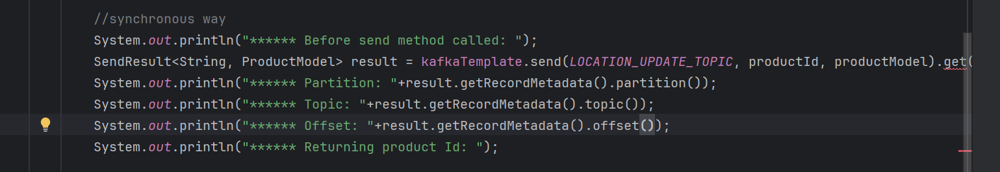 //synchronous way
System.out.println("****** Before send method called: ");
SendResult<String, ProductModel> result = kafkaTemplate.send(LOCATION_UPDATE_TOPIC, productId, productModel).get(
System.out.println("****** Partition: "+result.getRecordMetadata().partition());
System.out.println("****** Topic: "+result.getRecordMetadata().topic());
System.out.println("****** Offset: "+result.getRecordMetadata().offset());
System.out.println("****** Returning product Id: ");